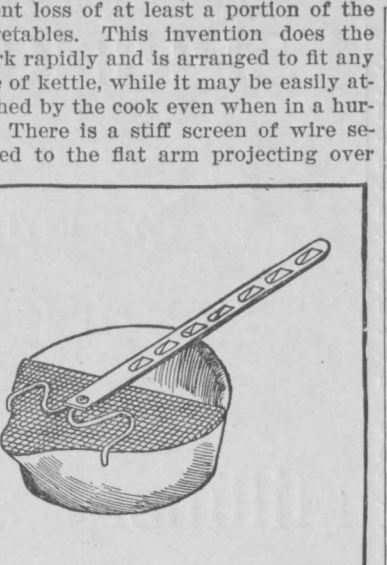 ent loss of at least a portion of the
etables. This invention does the
rk rapidly and is arranged to fit any
e of kettle, while it may be easily at-
hed by the cook even when in a hur-
There is a stiff screen of wire se-
ed to the flat arm projecting over